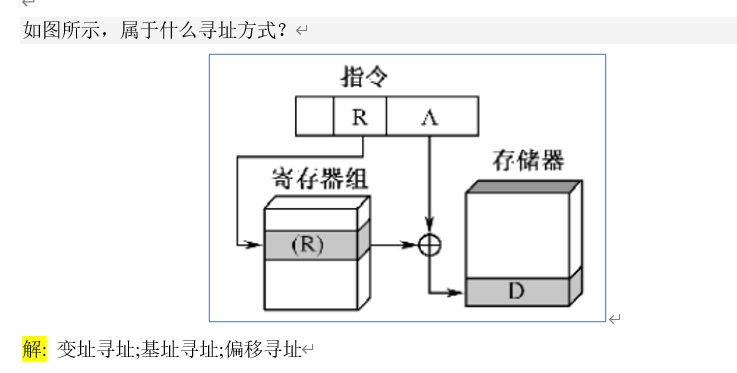 如图所示，属于什么寻址方式？
指令
R A
存储器
寄存器组
(R)
D
解: 变址寻址;基址寻址;偏移寻址